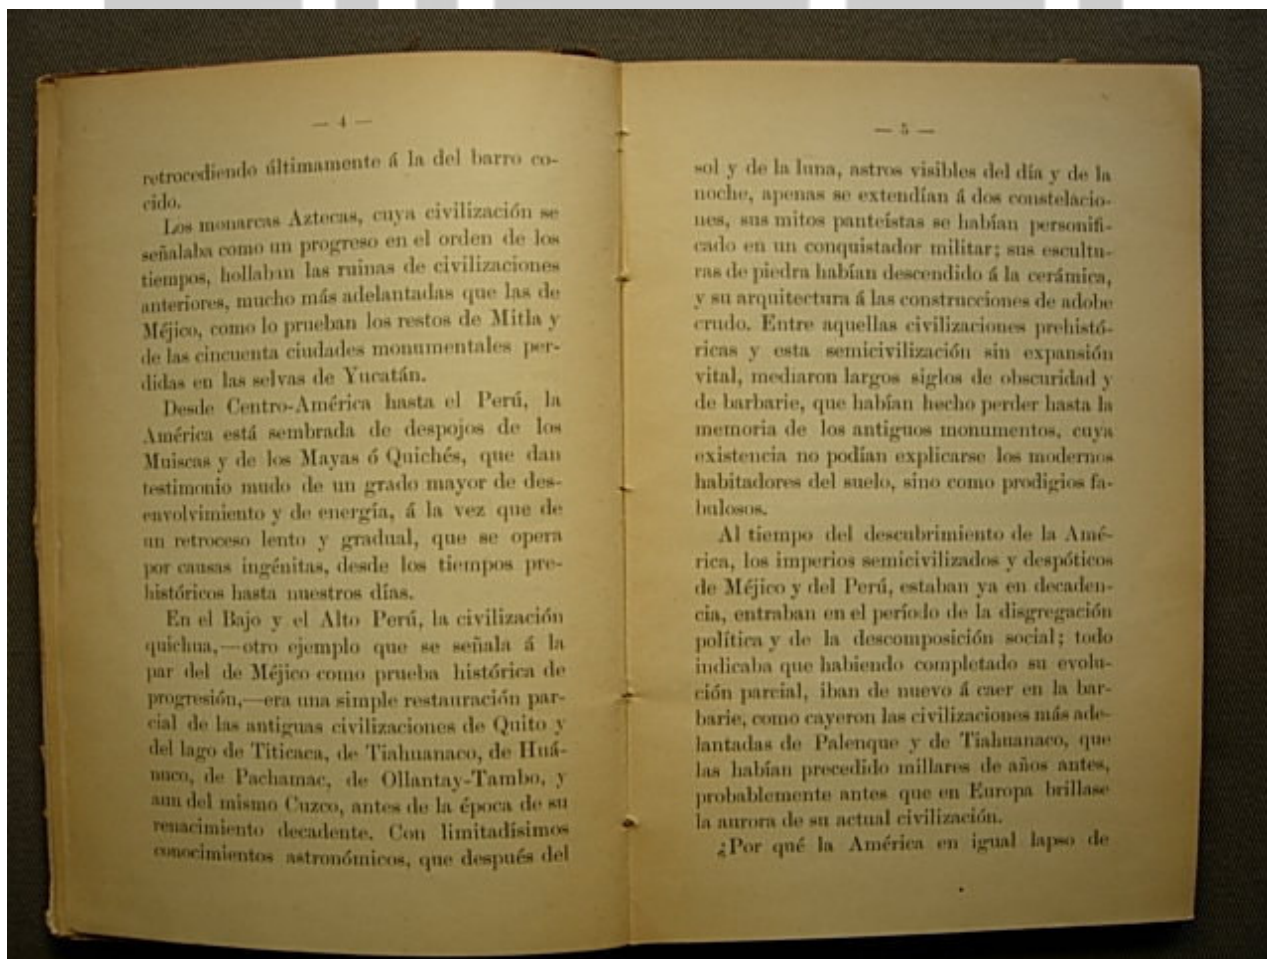 — 4 —
retrocediendo últimamente á la del barro co-
cido.
Los monarcas Aztecas, cuya civilización se
señalaba como un progreso en el orden de los
tiempos, hollaban las ruinas de civilizaciones
anteriores, mucho más adelantadas que las de
Méjico, como lo prueban los restos de Mitla y
de las cincuenta ciudades monumentales per-
didas en las selvas de Yucatán.
Desde Centro-América hasta el Perú, la
América está sembrada de despojos de los
Muiscas y de los Mayas ó Quichés, que dan
testimonio mudo de un grado mayor de des-
envolvimiento y de energía, á la vez que de
un retroceso lento y gradual, que se opera
por causas ingénitas, desde los tiempos pre-
históricos hasta nuestros días.
En el Bajo y el Alto Perú, la civilización
quichua,—otro ejemplo que se señala á la
par del de Méjico como prueba histórica de
progresión,—era una simple restauración par-
cial de las antiguas civilizaciones de Quito y
del lago de Titicaca, de Tiahuanaco, de Huá-
nuco, de Pachamac, de Ollantay-Tambo, y
aun del mismo Cuzco, antes de la época de su
renacimiento decadente. Con limitadísimos
conocimientos astronómicos, que después del
— 5 —
sol y de la luna, astros visibles del día y de la
noche, apenas se extendían á dos constelacio-
nes, sus mitos panteístas se habían personifi-
cado en un conquistador militar; sus escultu-
ras de piedra habían descendido á la cerámica,
y su arquitectura á las construcciones de adobe
crudo. Entre aquellas civilizaciones prehistó-
ricas y esta semicivilización sin expansión
vital, mediaron largos siglos de obscuridad y
de barbarie, que habían hecho perder hasta la
memoria de los antiguos monumentos, cuya
existencia no podían explicarse los modernos
habitadores del suelo, sino como prodigios fa-
bulosos.
Al tiempo del descubrimiento de la Amé-
rica, los imperios semicivilizados y despóticos
de Méjico y del Perú, estaban ya en decaden-
cia, entraban en el período de la disgregación
política y de la descomposición social; todo
indicaba que habiendo completado su evolu-
ción parcial, iban de nuevo á caer en la bar-
barie, como cayeron las civilizaciones más ade-
lantadas de Palenque y de Tiahuanaco, que
las habían precedido millares de años antes,
probablemente antes que en Europa brillase
la aurora de su actual civilización.
¿Por qué la América en igual lapso de